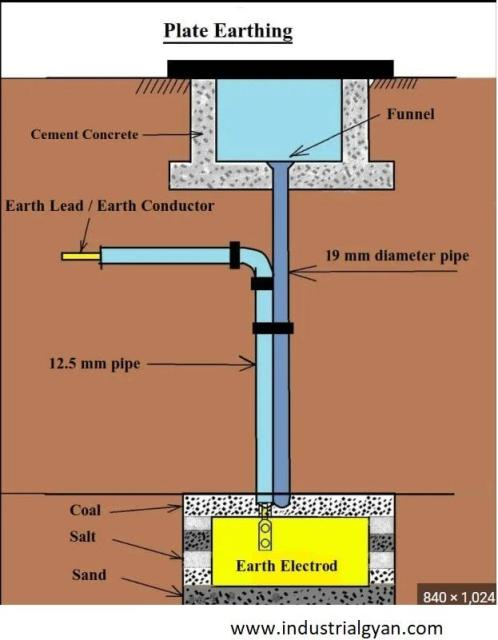 Plate Earthing
Funnel
Cement Concrete
Earth Lead / Earth Conductor
19 mm diameter pipe
12.5 mm pipe
Coal
Salt
Earth Electrod
Sand
840 × 1,024
www.industrialgyan.com